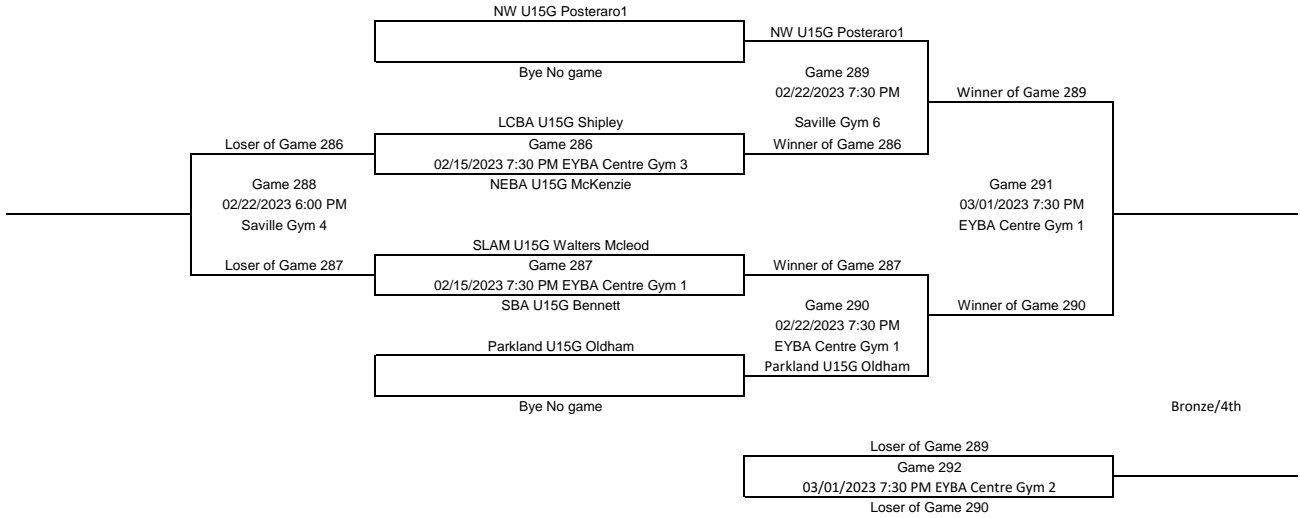 NW U15G Posteraro1
NW U15G Posteraro1
Bye No game
Game 289
02/22/2023 7:30 PM
Winner of Game 289
LCBA U15G Shipley
Saville Gym 6
Loser of Game 286
Game 286
Winner of Game 286
02/15/2023 7:30 PM EYBA Centre Gym 3
Game 288
NEBA U15G McKenzie
Game 291
02/22/2023 6:00 PM
03/01/2023 7:30 PM
Saville Gym 4
EYBA Centre Gym 1
SLAM U15G Walters Mcleod
Loser of Game 287
Game 287
Winner of Game 287
02/15/2023 7:30 PM EYBA Centre Gym 1
SBA U15G Bennett
Game 290
Winner of Game 290
02/22/2023 7:30 PM
Parkland U15G Oldham
EYBA Centre Gym 1
Parkland U15G Oldham
Bye No game
Bronze/4th
Loser of Game 289
Game 292
03/01/2023 7:30 PM EYBA Centre Gym 2
Loser of Game 290